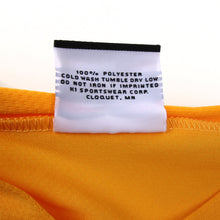 100% POLYESTER
COLD WASH TUMBLE DRY LOW
DO NOT IRON IF IMPRINTED
K1 SPORTSWEAR CORP.
CLOQUET, MN